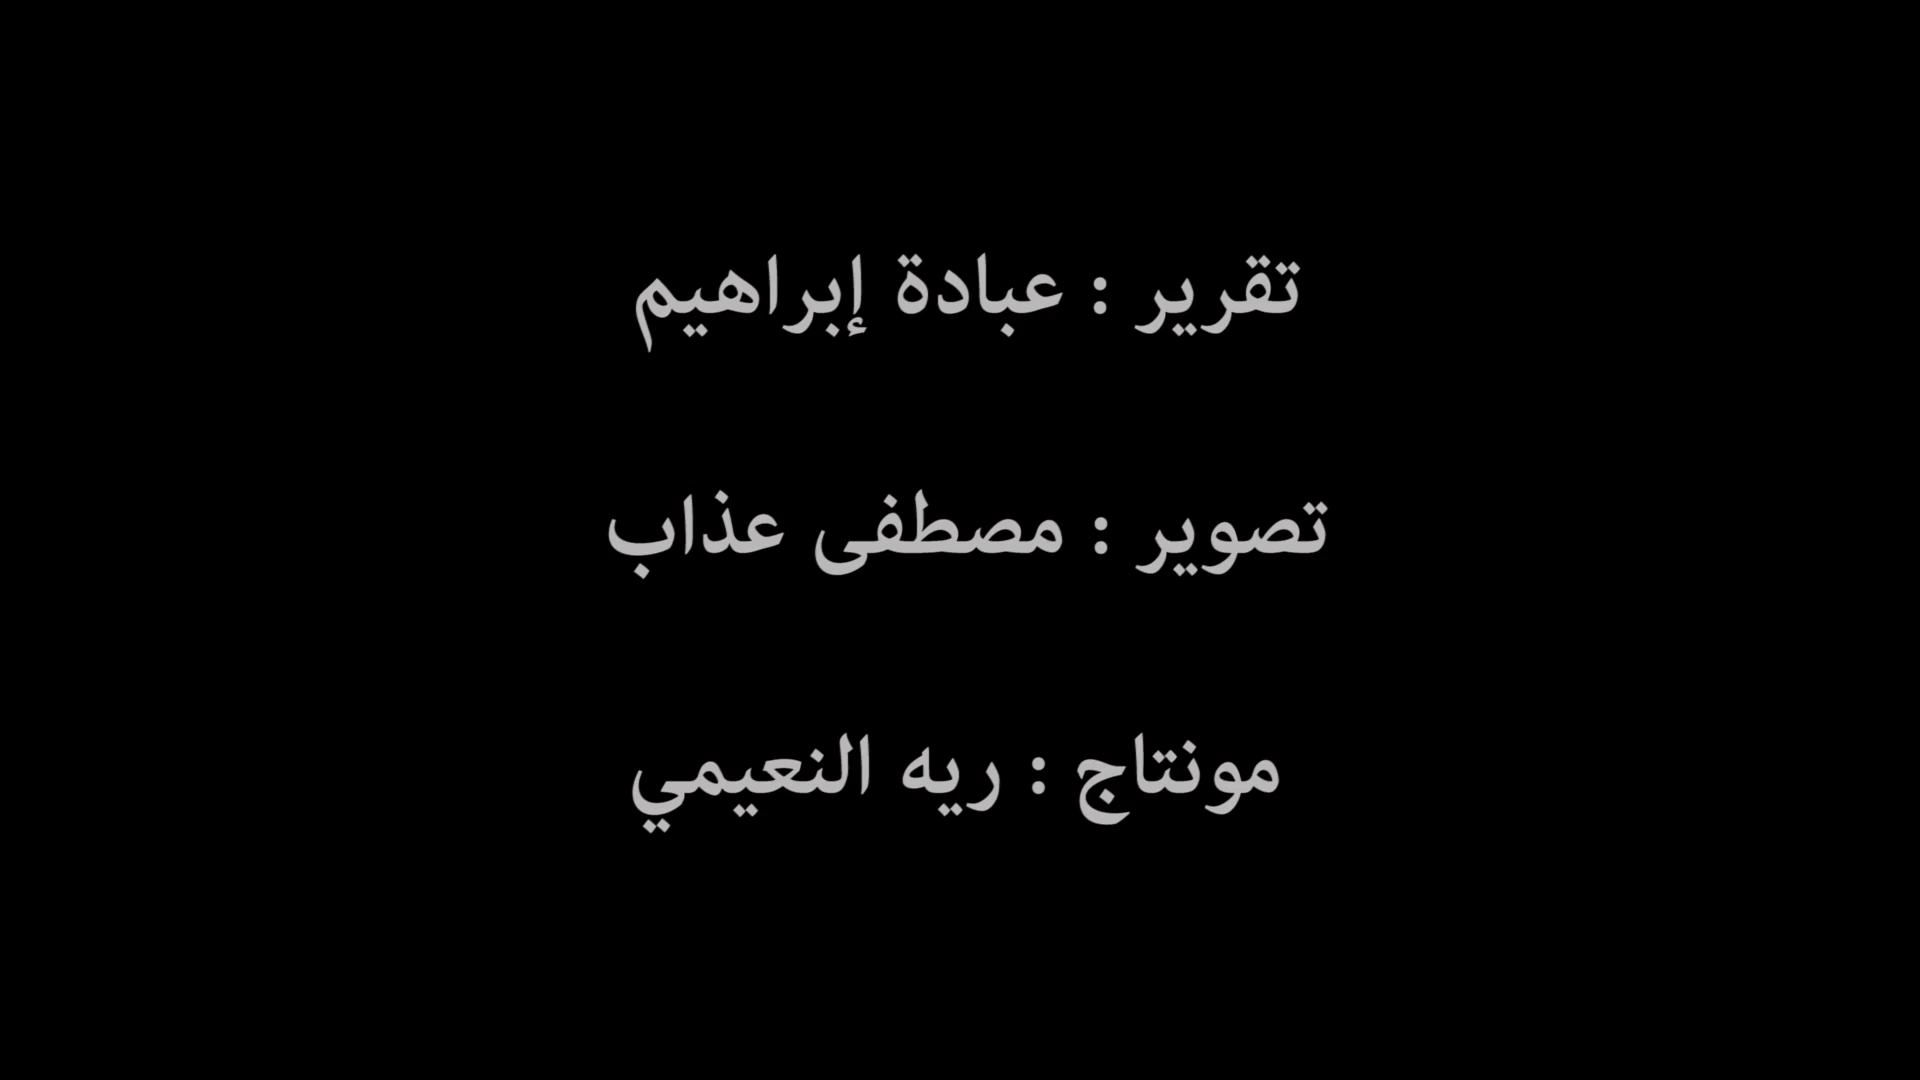 تقرير : عبادة إبراهيم
تصوير : مصطفى عذاب
مونتاج : ريه النعيمي